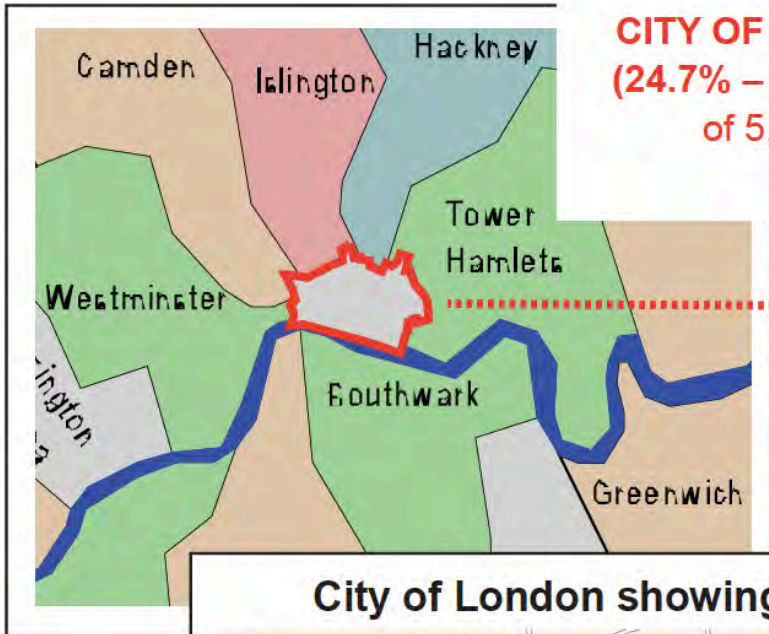 Camden
Islington
Hackney
CITY OF
(24.7% –
of 5.
Tower
Hamlets
Westminster
Southwark
Greenwich
City of London showing